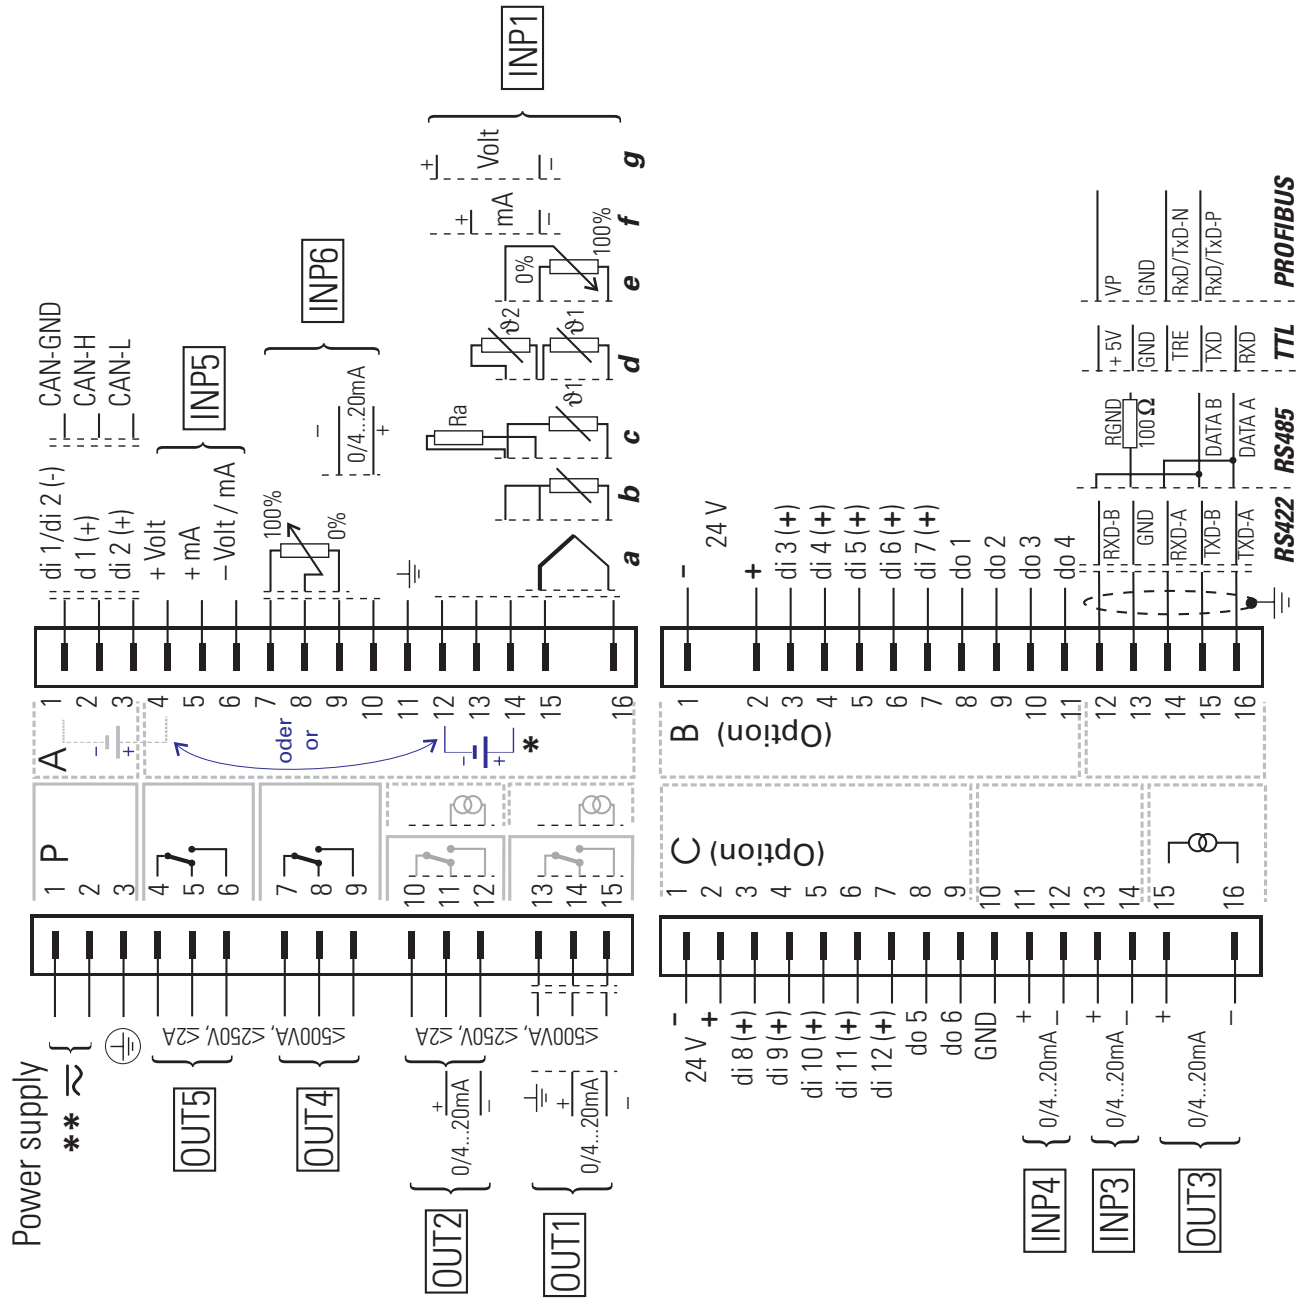 Power supply
**
≤250V, ≤2A
≤500VA,
OUT5
OUT4
≤250V, ≤2A
≤500VA,
+
0/4...20mA
–
OUT2
+
0/4...20mA
–
OUT1
P
1
2
3
4
5
6
7
8
9
10
11
12
13
14
15
A
–
+
oder
or
–
+
*
1
2
3
4
5
6
7
8
9
10
11
12
13
14
15
16
di 1/di 2 (-)
d 1 (+)
di 2 (+)
+ Volt
+ mA
– Volt / mA
CAN-GND
CAN-H
CAN-L
INP5
100%
0%
–
0/4...20mA
+
INP6
a
b
Ra
ϑ1
c
ϑ2
ϑ1
d
0%
100%
e
+
mA
–
f
+
Volt
–
g
INP1
24 V
–
+
di 8 (+)
di 9 (+)
di 10 (+)
di 11 (+)
di 12 (+)
do 5
do 6
GND
+
0/4...20mA
–
INP4
+
0/4...20mA
–
INP3
+
0/4...20mA
–
OUT3
C (Option)
1
2
3
4
5
6
7
8
9
10
11
12
13
14
15
16
B (Option)
1
2
3
4
5
6
7
8
9
10
11
12
13
14
15
16
–
24 V
+
di 3 (+)
di 4 (+)
di 5 (+)
di 6 (+)
di 7 (+)
do 1
do 2
do 3
do 4
RXD-B
GND
RXD-A
TXD-B
TXD-A
RS422
RGND
100 Ω
DATA B
DATA A
RS485
+ 5V
GND
TRE
TXD
RXD
TTL
VP
GND
RxD/TxD-N
RxD/TxD-P
PROFIBUS